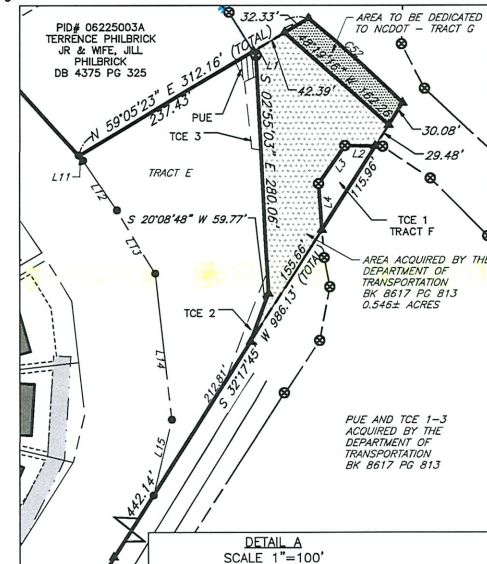 PID# 06225003A
TERRENCE PHILBRICK
JR & WIFE, JILL
PHILBRICK
DB 4375 PG 325
32.33'
AREA TO BE DEDICATED
TO NCDOT - TRACT G
N 59°05'23" E 312.16' (TOTAL)
237.43'
PUE
L1
42.39'
C52
30.08'
29.48'
TCE 3
S 02°55'03" E 280.06'
L11
L12
TRACT E
L2
L3
L4
115.96'
TCE 1
TRACT F
L13
S 20°08'48" W 59.77'
155.66'
AREA ACQUIRED BY THE
DEPARTMENT OF
TRANSPORTATION
BK 8617 PG 813
0.546± ACRES
TCE 2
S 32°17'45" W 986.13' (TOTAL)
212.81'
L14
L15
PUE AND TCE 1-3
ACQUIRED BY THE
DEPARTMENT OF
TRANSPORTATION
BK 8617 PG 813
442.14'
DETAIL A
SCALE 1"=100'